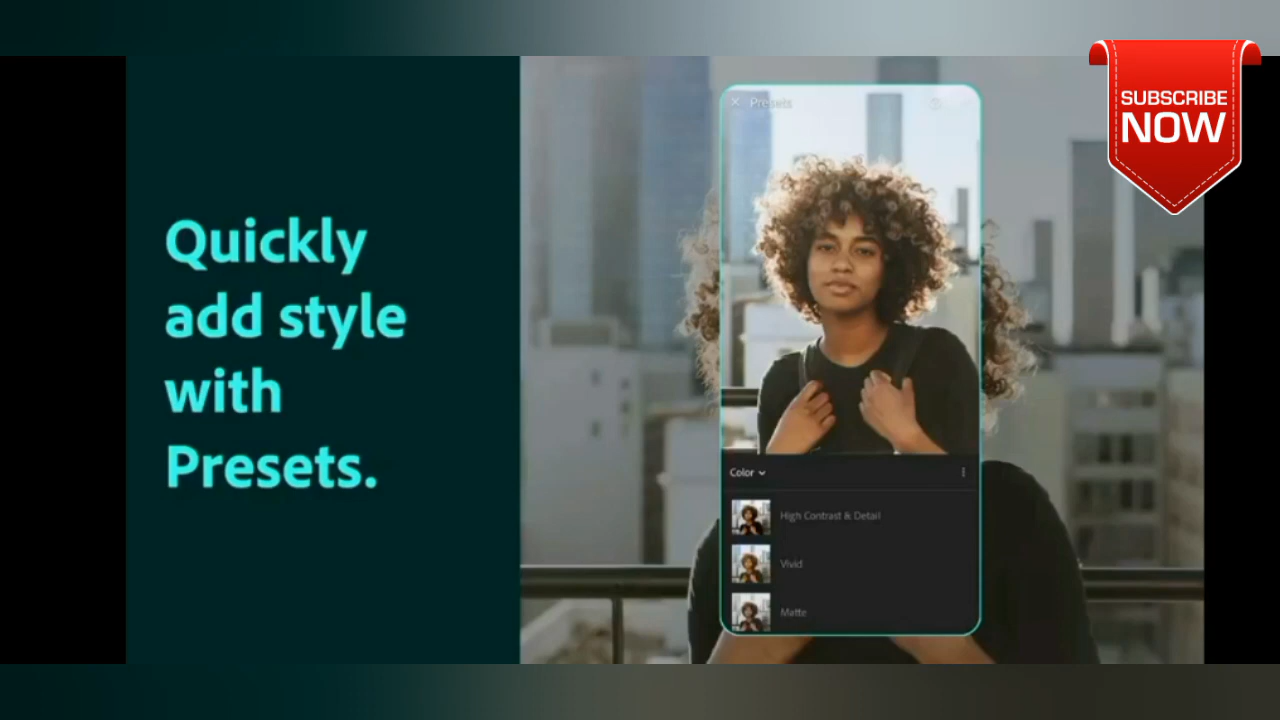 SUBSCRIBE
NOW
Presets
Quickly
add style
with
Presets.
Color
High Contrast & Detail
Vivid
Matte